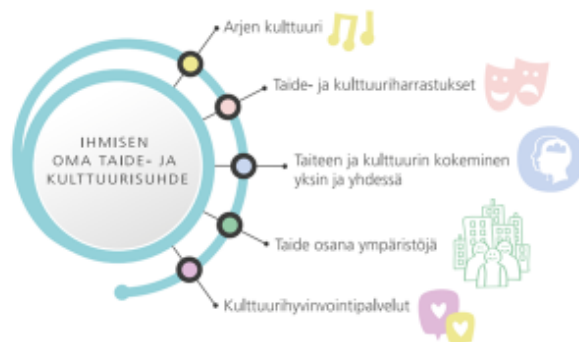 Arjen kulttuuri
Taide- ja kulttuuriharrastukset
IHMISEN
OMA TAIDE- JA
KULTTUURISUHDE
Taiteen ja kulttuurin kokeminen
yksin ja yhdessä
Taide osana ympäristöjä
Kulttuurihyvinvointipalvelut